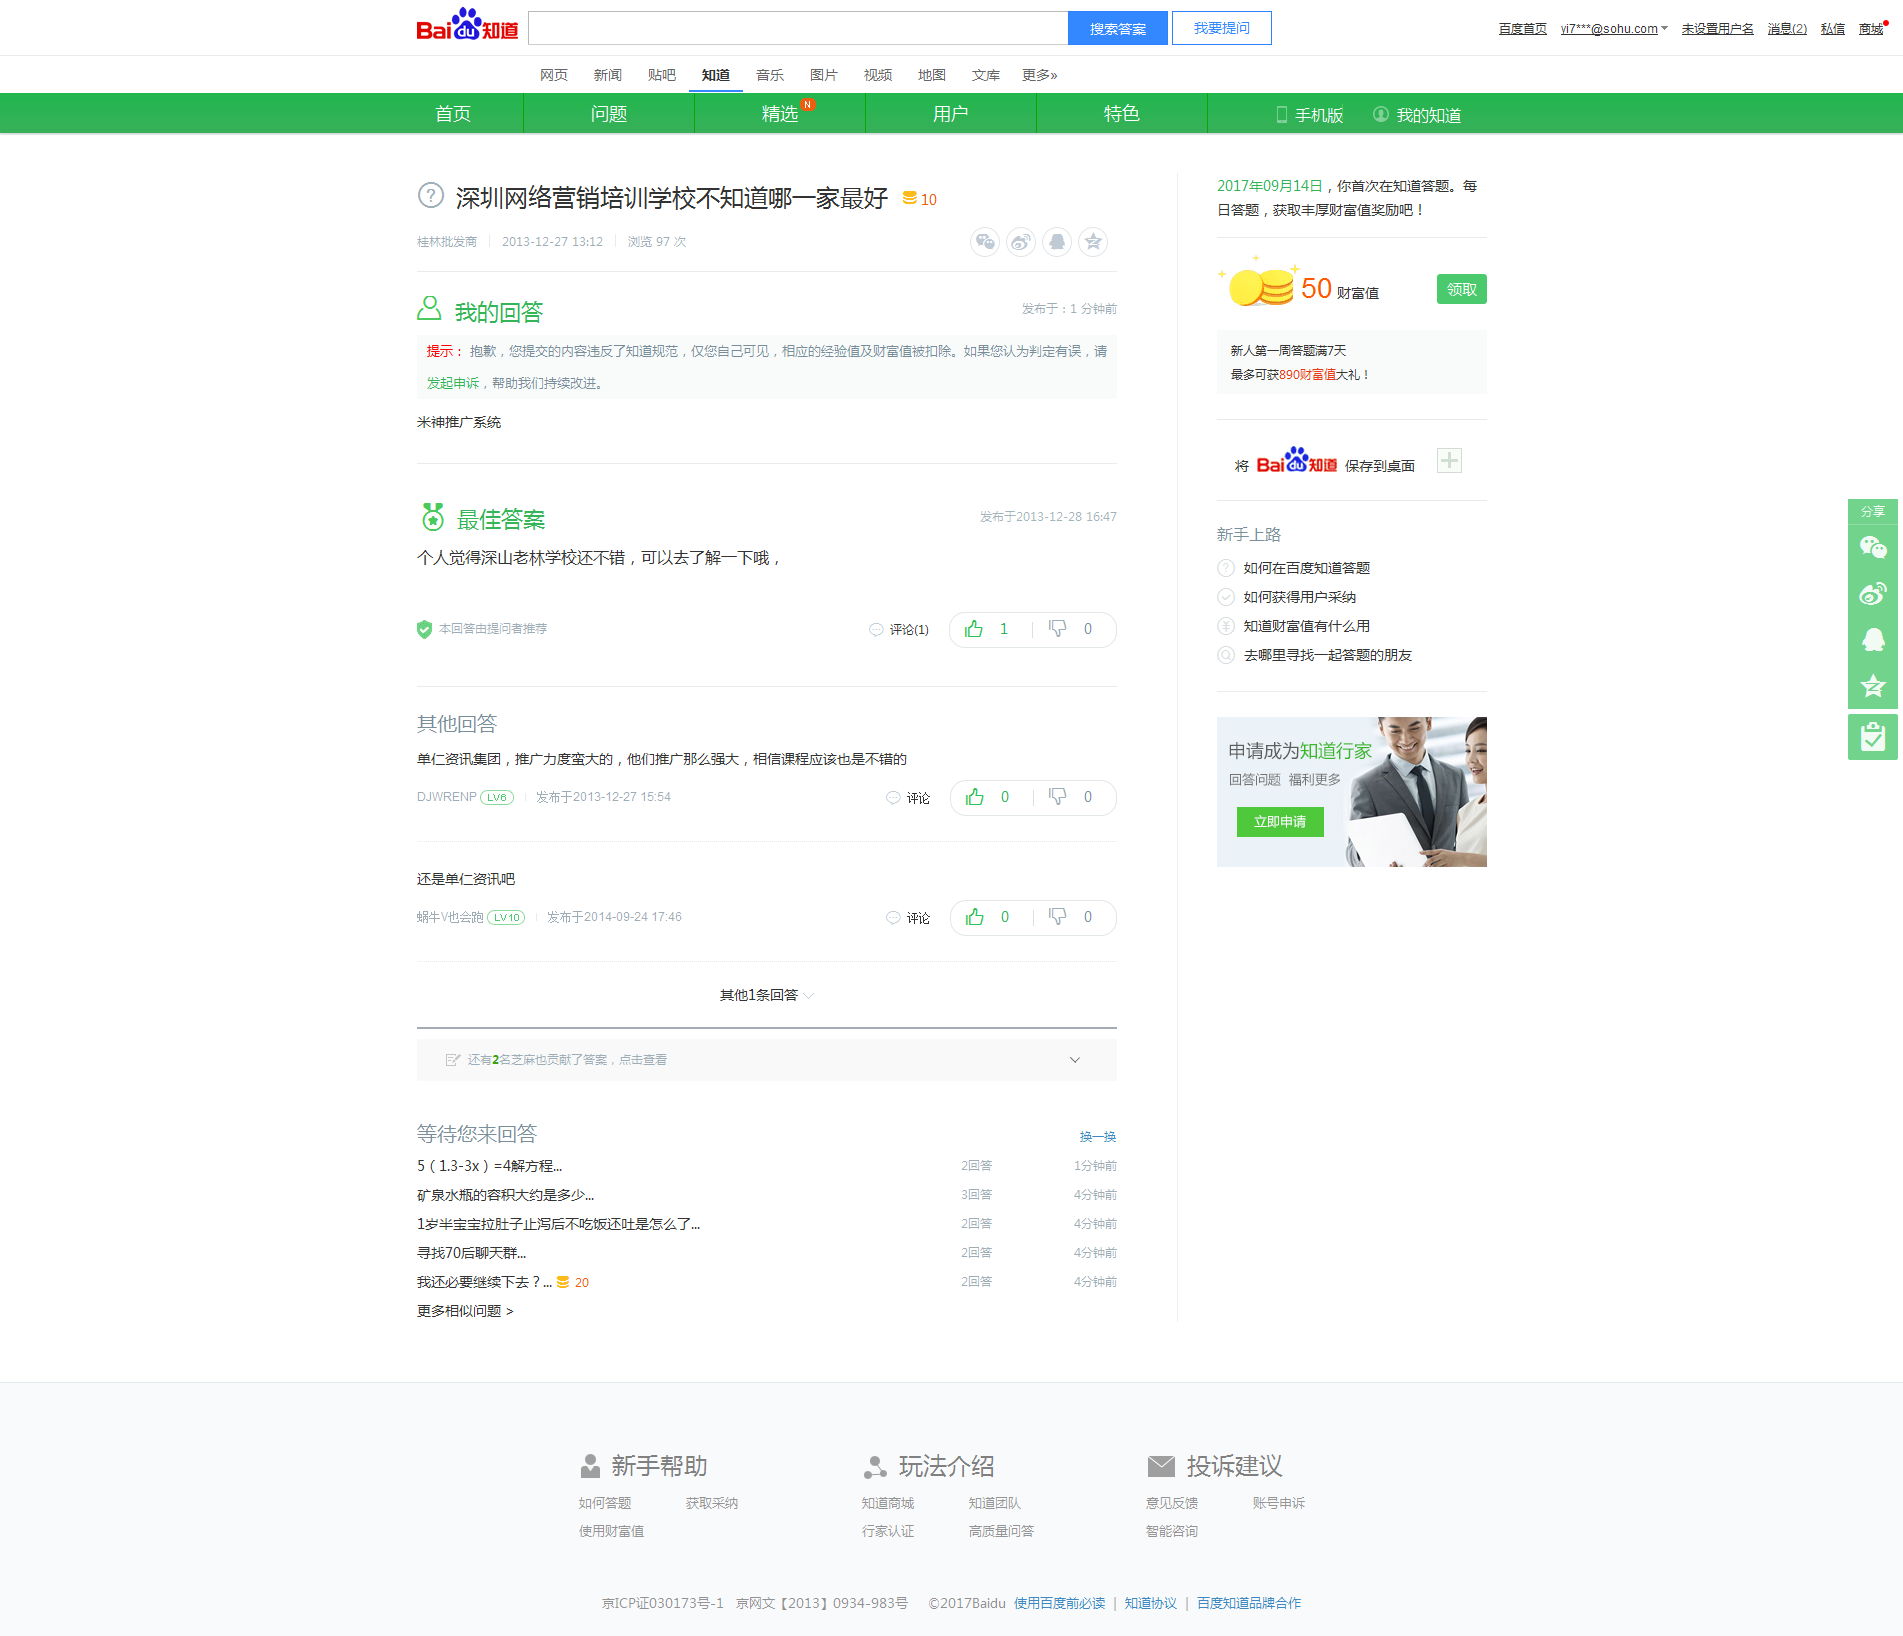 Bai du 知道
搜索答案 我要提问
百度首页 yi7***@sohu.com 未设置用户名 消息(2) 私信 商城
网页 新闻 贴吧 知道 音乐 图片 视频 地图 文库 更多»
首页 问题 精选 N 用户 特色 手机版 我的知道
深圳网络营销培训学校不知道哪一家最好 10
桂林批发商 2013-12-27 13:12 浏览 97 次
我的回答 发布于：1 分钟前
提示： 抱歉，您提交的内容违反了知道规范，仅您自己可见，相应的经验值及财富值被扣除。如果您认为判定有误，请
发起申诉，帮助我们持续改进。
米神推广系统
最佳答案 发布于2013-12-28 16:47
个人觉得深山老林学校还不错，可以去了解一下哦，
本回答由提问者推荐 评论(1) 1 0
其他回答
单仁资讯集团，推广力度蛮大的，他们推广那么强大，相信课程应该也是不错的
DJWRENP LV6 发布于2013-12-27 15:54 评论 0 0
还是单仁资讯吧
蜗牛V也会跑 LV10 发布于2014-09-24 17:46 评论 0 0
其他1条回答
还有2名芝麻也贡献了答案，点击查看
等待您来回答 换一换
5（1.3-3x）=4解方程... 2回答 1分钟前
矿泉水瓶的容积大约是多少... 3回答 4分钟前
1岁半宝宝拉肚子止泻后不吃饭还吐是怎么了... 2回答 4分钟前
寻找70后聊天群... 2回答 4分钟前
我还必要继续下去？... 20 2回答 4分钟前
更多相似问题 >
2017年09月14日，你首次在知道答题。每
日答题，获取丰厚财富值奖励吧！
50 财富值 领取
新人第一周答题满7天
最多可获890财富值大礼！
将 Bai du 知道 保存到桌面
新手上路
如何在百度知道答题
如何获得用户采纳
知道财富值有什么用
去哪里寻找一起答题的朋友
申请成为知道行家
回答问题 福利更多
立即申请
分享
新手帮助 玩法介绍 投诉建议
如何答题 获取采纳 知道商城 知道团队 意见反馈 账号申诉
使用财富值 行家认证 高质量问答 智能咨询
京ICP证030173号-1 京网文【2013】0934-983号 ©2017Baidu 使用百度前必读 | 知道协议 | 百度知道品牌合作